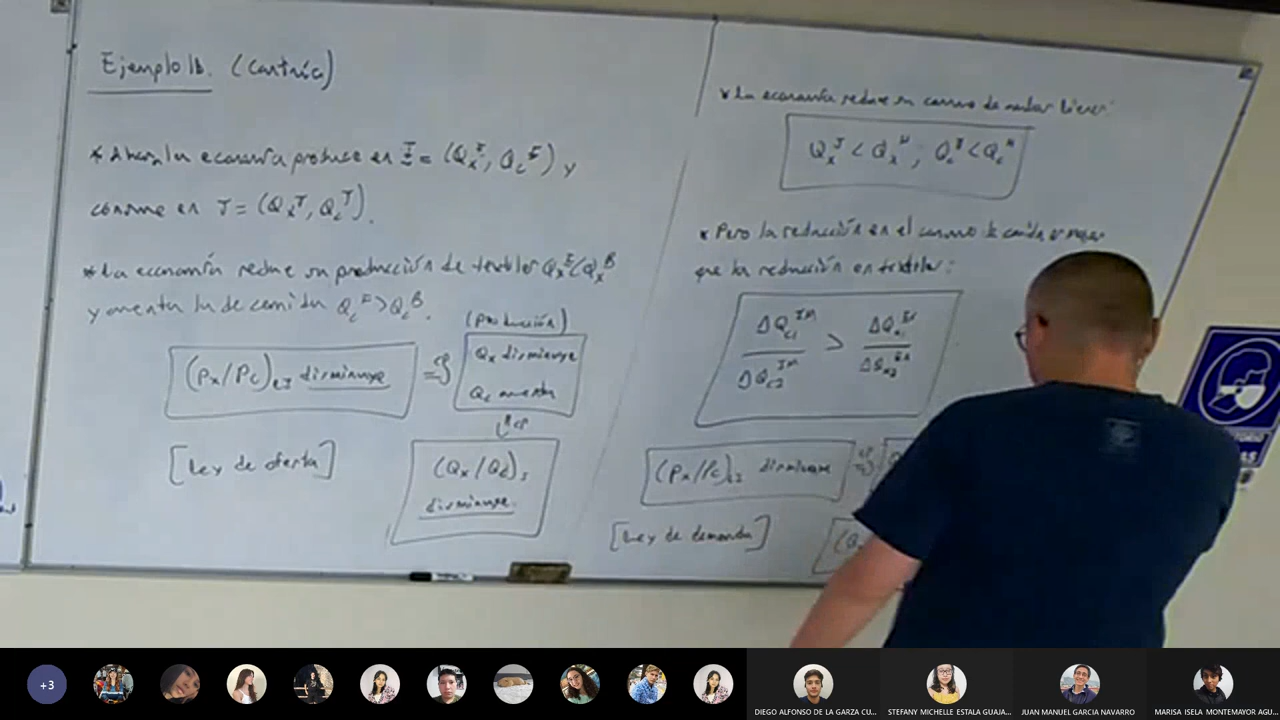 Ejemplo 1b. (Contracía)
* Ahora la economía produce en E = (Qx^E, Qc^E) y
consume en J = (Qx^J, Qc^J).
* La economía reduce su producción de textiles Qx^E<Qx^B
y aumenta la de comida Qc^E>Qc^B.
(producción)
(Px/Pc)EJ disminuye
=>
Qx disminuye
Qc aumenta
[Ley de oferta]
(Qx/Qc)S
disminuye.
* La economía reduce su consumo de ambos bienes:
Qx^J < Qx^H, Qc^J < Qc^H
* Pero la reducción en el consumo de comida es mayor
que la reducción en textiles:
>
(Px/Pc)EJ disminuye
[Ley de demanda]
(Q
+3
DIEGO ALFONSO DE LA GARZA CU...
STEFANY MICHELLE ESTALA GUAJA...
JUAN MANUEL GARCIA NAVARRO
MARISA ISELA MONTEMAYOR AGU...